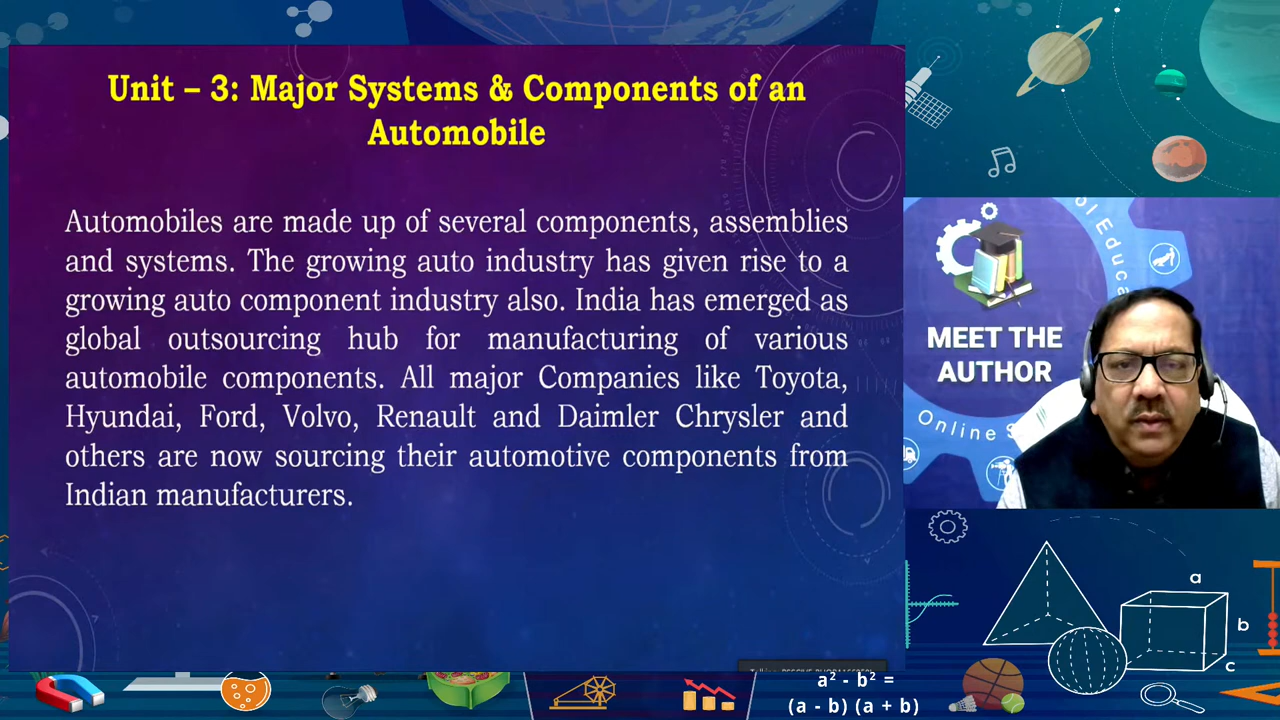 Unit – 3: Major Systems & Components of an
Automobile
Automobiles are made up of several components, assemblies
and systems. The growing auto industry has given rise to a
growing auto component industry also. India has emerged as
global outsourcing hub for manufacturing of various
automobile components. All major Companies like Toyota,
Hyundai, Ford, Volvo, Renault and Daimler Chrysler and
others are now sourcing their automotive components from
Indian manufacturers.
MEET THE
AUTHOR
Online
a
b
c
a² - b² =
(a - b) (a + b)